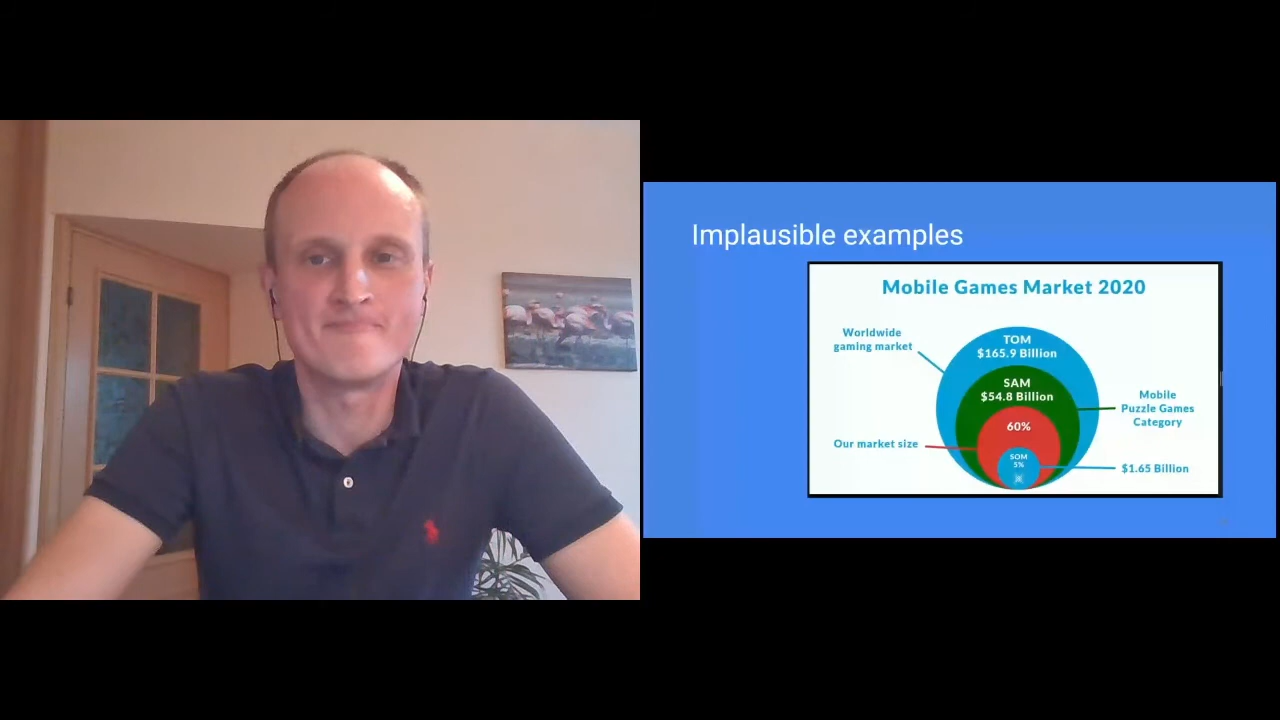 Implausible examples
Mobile Games Market 2020
Worldwide
gaming market
TOM
$165.9 Billion
SAM
$54.8 Billion
Mobile
Puzzle Games
Category
60%
Our market size
SOM
5%
$1.65 Billion